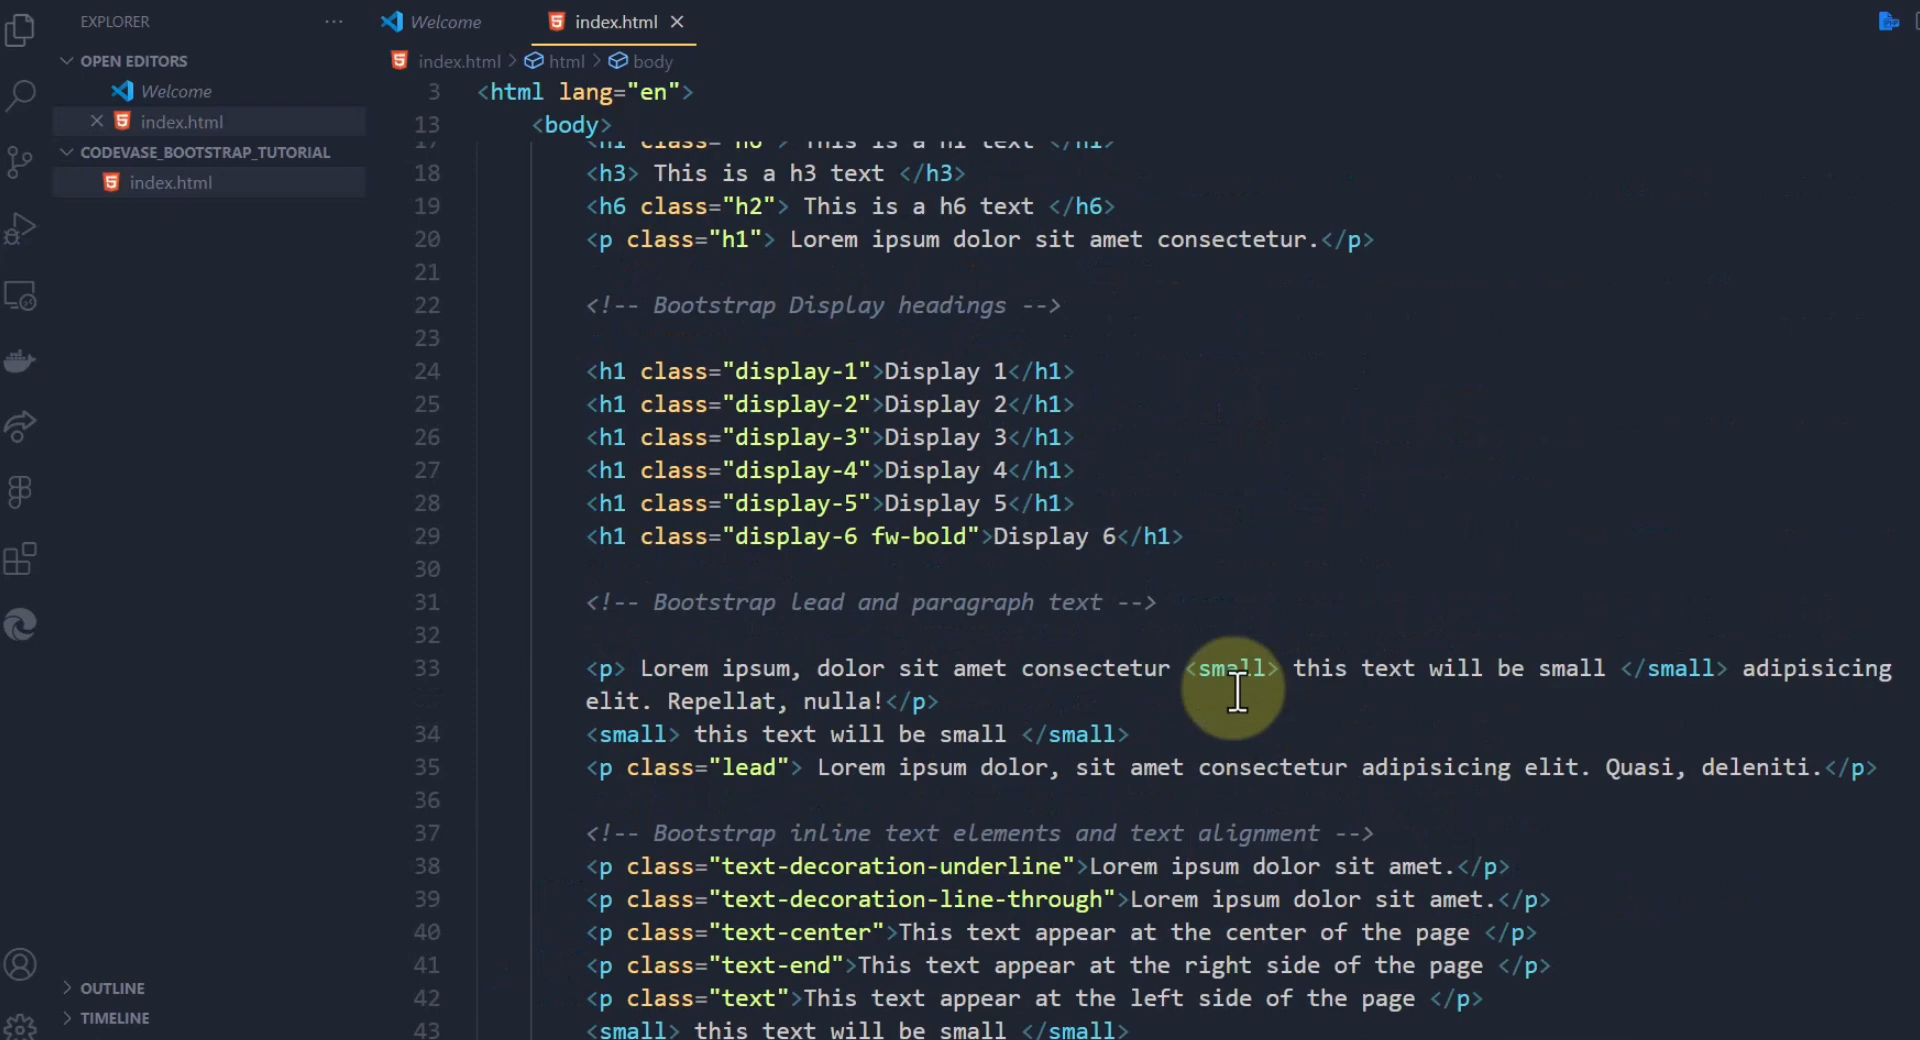 EXPLORER
OPEN EDITORS
Welcome
index.html
CODEVASE_BOOTSTRAP_TUTORIAL
index.html
OUTLINE
TIMELINE
Welcome
index.html
index.html > html > body
3 <html lang="en">
13 <body>
17 <h1 class="h6"> This is a h1 text </h1>
18 <h3> This is a h3 text </h3>
19 <h6 class="h2"> This is a h6 text </h6>
20 <p class="h1"> Lorem ipsum dolor sit amet consectetur.</p>
21
22 <!-- Bootstrap Display headings -->
23
24 <h1 class="display-1">Display 1</h1>
25 <h1 class="display-2">Display 2</h1>
26 <h1 class="display-3">Display 3</h1>
27 <h1 class="display-4">Display 4</h1>
28 <h1 class="display-5">Display 5</h1>
29 <h1 class="display-6 fw-bold">Display 6</h1>
30
31 <!-- Bootstrap lead and paragraph text -->
32
33 <p> Lorem ipsum, dolor sit amet consectetur <small> this text will be small </small> adipisicing
elit. Repellat, nulla!</p>
34 <small> this text will be small </small>
35 <p class="lead"> Lorem ipsum dolor, sit amet consectetur adipisicing elit. Quasi, deleniti.</p>
36
37 <!-- Bootstrap inline text elements and text alignment -->
38 <p class="text-decoration-underline">Lorem ipsum dolor sit amet.</p>
39 <p class="text-decoration-line-through">Lorem ipsum dolor sit amet.</p>
40 <p class="text-center">This text appear at the center of the page </p>
41 <p class="text-end">This text appear at the right side of the page </p>
42 <p class="text">This text appear at the left side of the page </p>
43 <small> this text will be small </small>